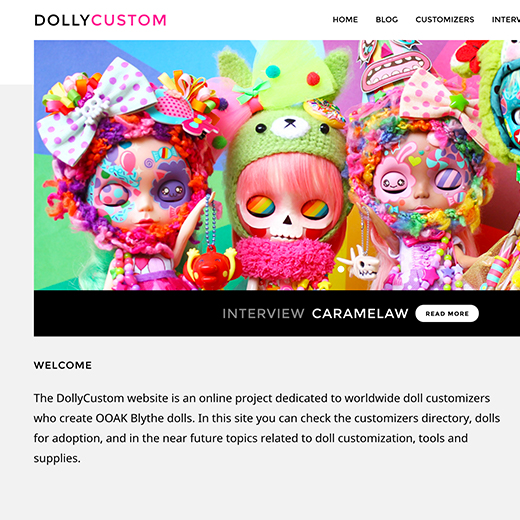 DOLLYCUSTOM
HOME BLOG CUSTOMIZERS
INTERVIEW CARAMELAW READ MORE
WELCOME
The DollyCustom website is an online project dedicated to worldwide doll customizers
who create OOAK Blythe dolls. In this site you can check the customizers directory, dolls
for adoption, and in the near future topics related to doll customization, tools and
supplies.